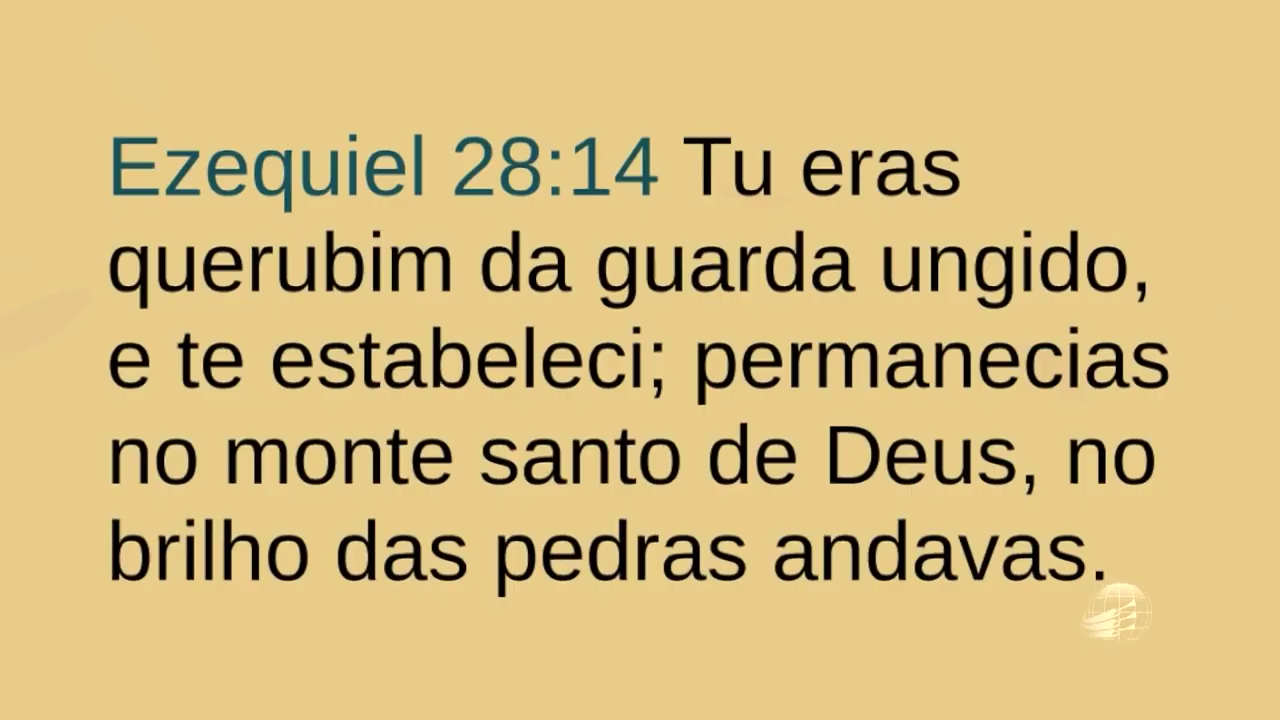 Ezequiel 28:14 Tu eras
querubim da guarda ungido,
e te estabeleci; permanecias
no monte santo de Deus, no
brilho das pedras andavas.